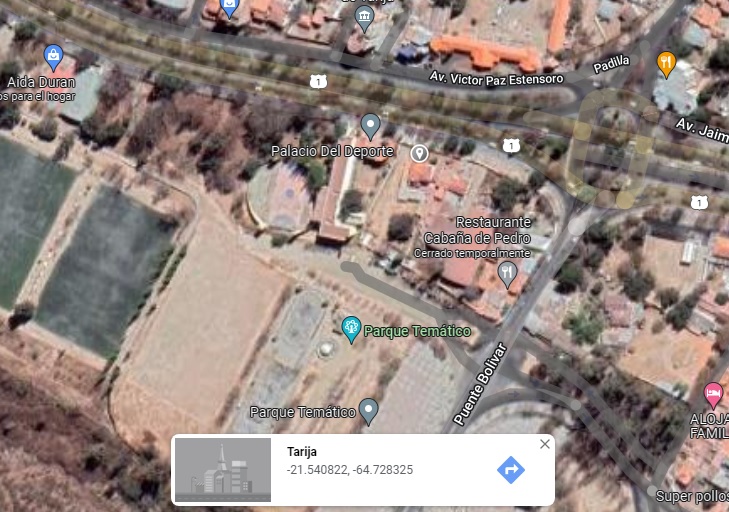 de Tarija
Av. Victor Paz Estensoro
Padilla
Aida Duran
os para el hogar
1
Av. Jaim
Palacio Del Deporte
1
1
Restaurante
Cabaña de Pedro
Cerrado temporalmente
Parque Temático
Puente Bolivar
Parque Temático
ALOJA
FAMIL
Tarija
-21.540822, -64.728325
Super pollos